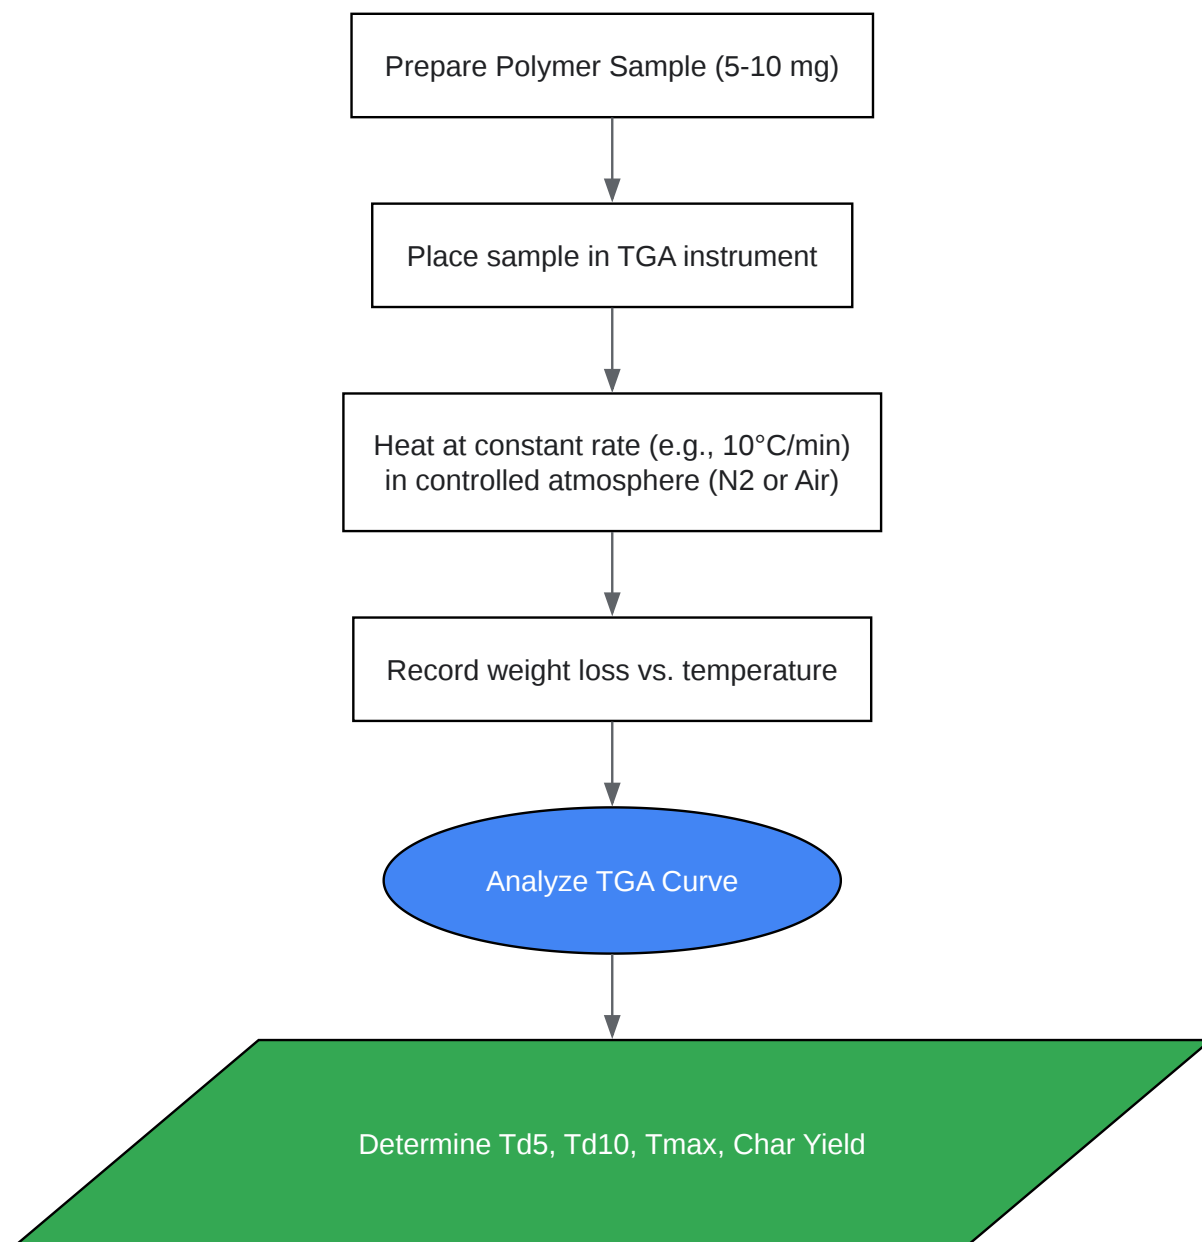 Prepare Polymer Sample (5-10 mg)
Place sample in TGA instrument
Heat at constant rate (e.g., 10°C/min)
in controlled atmosphere (N2 or Air)
Record weight loss vs. temperature
Analyze TGA Curve
Determine Td5, Td10, Tmax, Char Yield